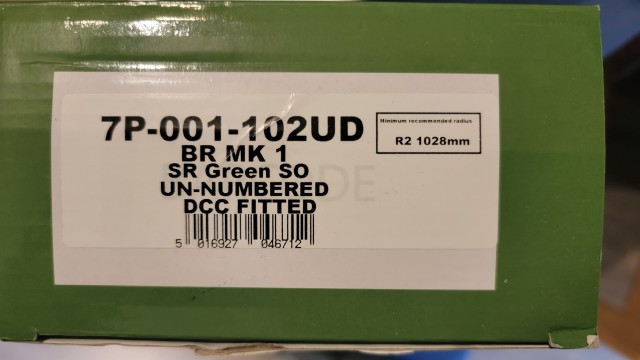 7P-001-102UD
BR MK 1
SR Green SO
UN-NUMBERED
DCC FITTED
5 016927 046712
Minimum recommended radius
R2 1028mm